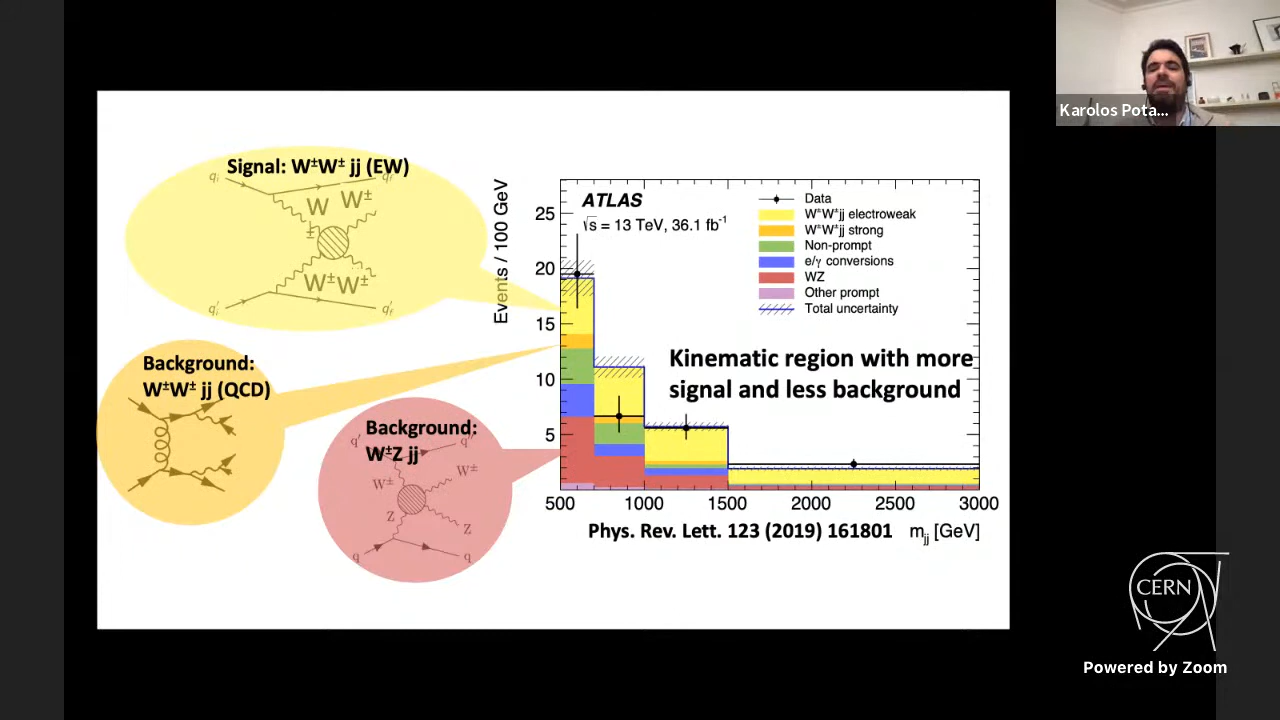 Karolos Pota...
Signal: W±W± jj (EW)
qi
qf
W
W±
±
W±W±
q'i
q'f
Background:
W±W± jj (QCD)
Background:
W±Z jj
q'
q''
W±
W±
Z
Z
q
q
Events / 100 GeV
ATLAS
√s = 13 TeV, 36.1 fb-1
Data
W±W±jj electroweak
W±W±jj strong
Non-prompt
e/γ conversions
WZ
Other prompt
Total uncertainty
25
20
15
10
5
Kinematic region with more
signal and less background
500 1000 1500 2000 2500 3000
Phys. Rev. Lett. 123 (2019) 161801
mjj [GeV]
CERN
Powered by Zoom